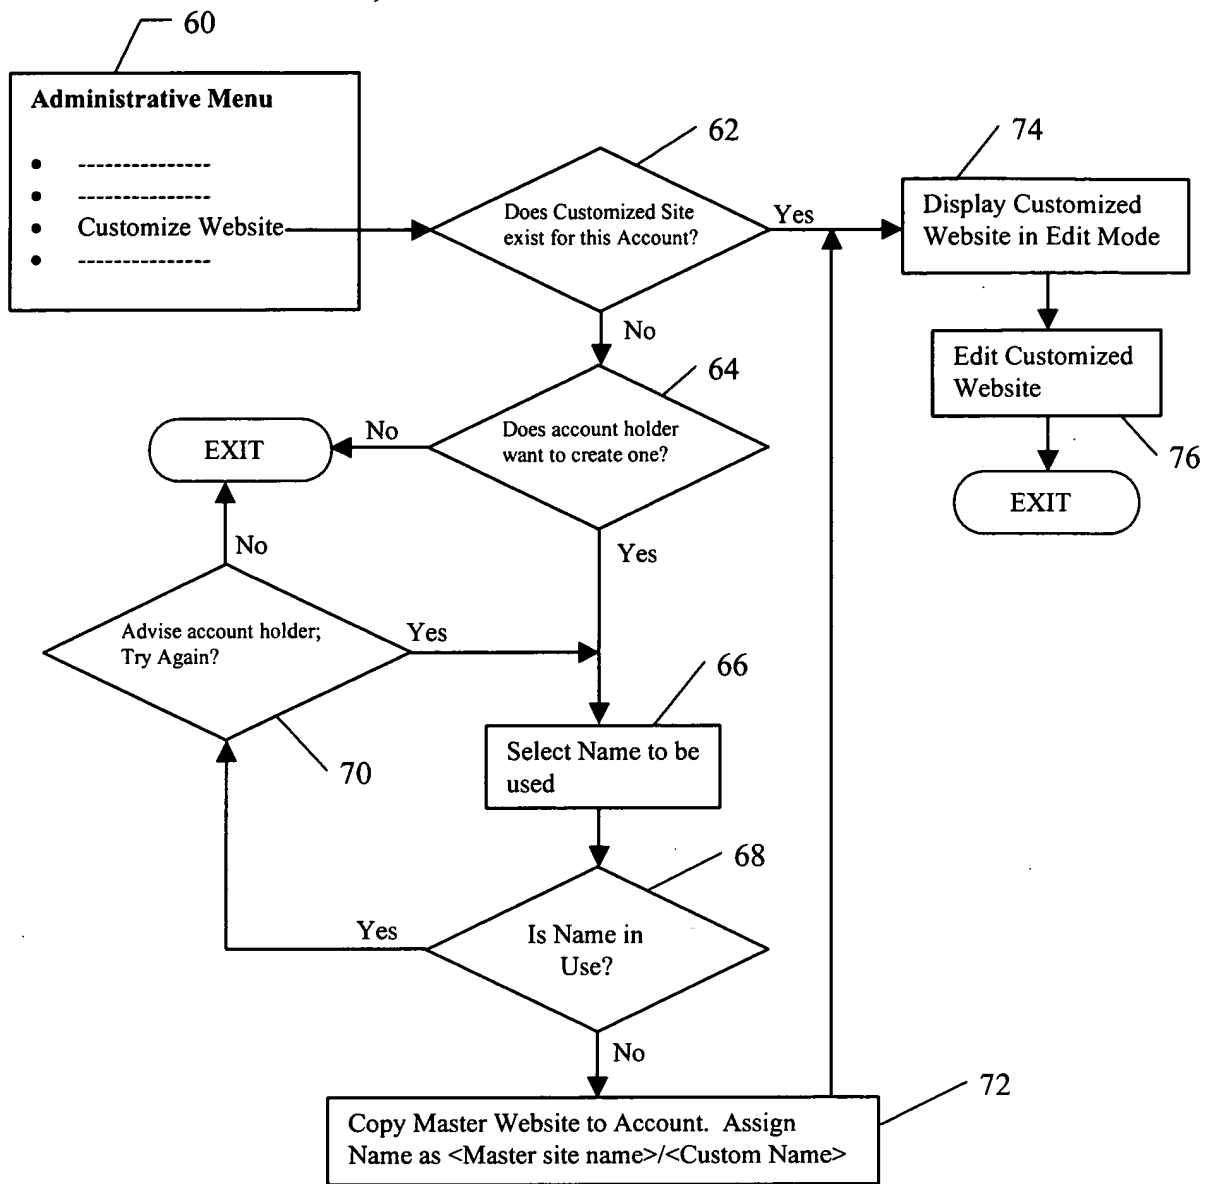 60
Administrative Menu
• ---------------
• ---------------
• Customize Website
• ---------------
62
Does Customized Site
exist for this Account?
Yes
No
74
Display Customized
Website in Edit Mode
64
Does account holder
want to create one?
No
Yes
EXIT
Edit Customized
Website
76
EXIT
No
Advise account holder;
Try Again?
Yes
70
66
Select Name to be
used
68
Is Name in
Use?
Yes
No
72
Copy Master Website to Account. Assign
Name as <Master site name>/<Custom Name>